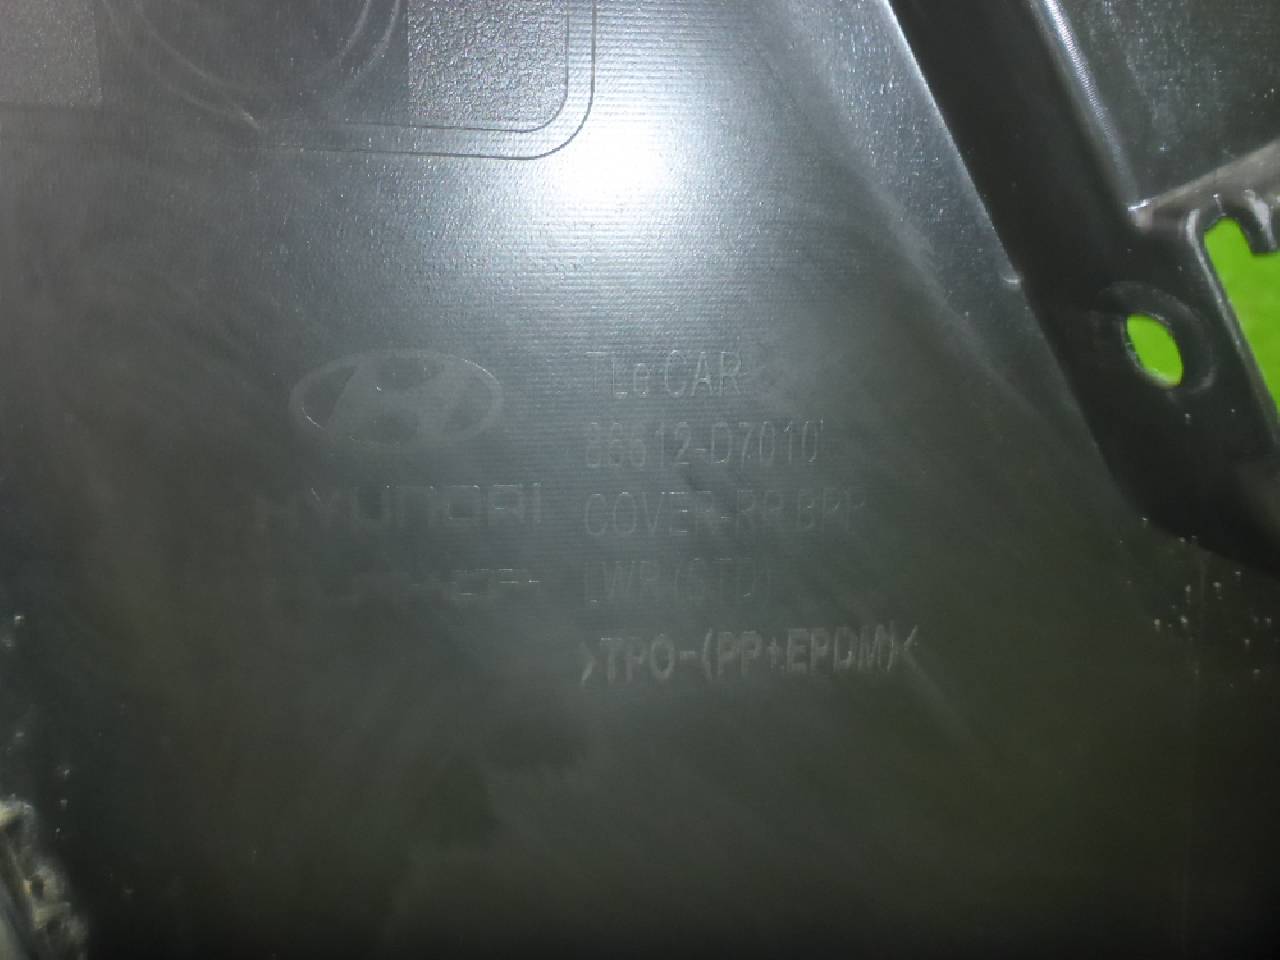 HYUNDAI
TLe CAR
86612-D7010
COVER-RR BPR
LWR(STD)
>TPO-(PP+EPDM)<